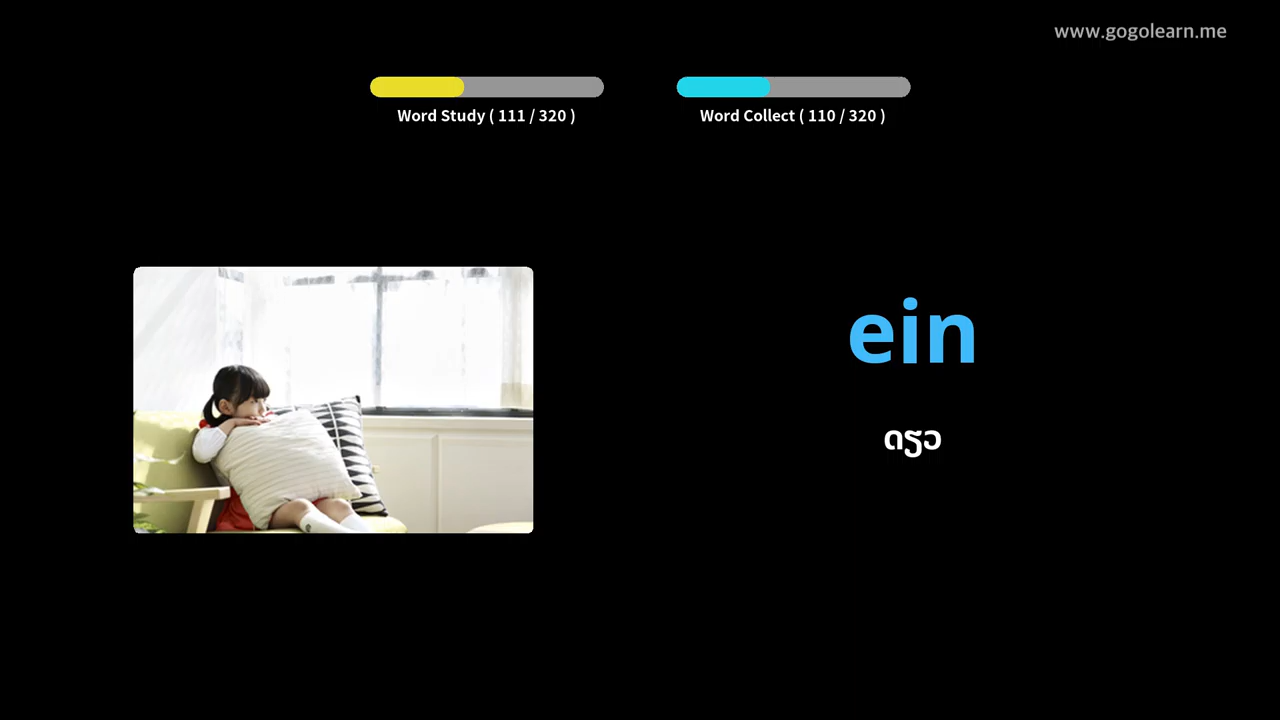 www.gogolearn.me
Word Study ( 111 / 320 )
Word Collect ( 110 / 320 )
ein
ດຽວ